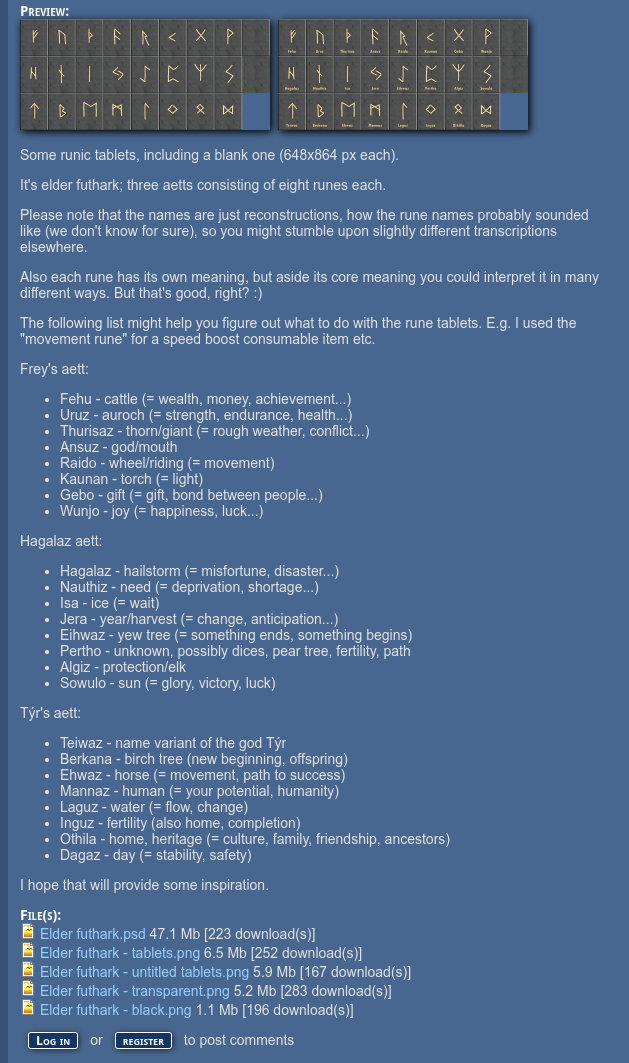 Preview:
Some runic tablets, including a blank one (648x864 px each).
It's elder futhark; three aetts consisting of eight runes each.
Please note that the names are just reconstructions, how the rune names probably sounded
like (we don't know for sure), so you might stumble upon slightly different transcriptions
elsewhere.
Also each rune has its own meaning, but aside its core meaning you could interpret it in many
different ways. But that's good, right? :)
The following list might help you figure out what to do with the rune tablets. E.g. I used the
"movement rune" for a speed boost consumable item etc.
Frey's aett:
• Fehu - cattle (= wealth, money, achievement...)
• Uruz - auroch (= strength, endurance, health...)
• Thurisaz - thorn/giant (= rough weather, conflict...)
• Ansuz - god/mouth
• Raido - wheel/riding (= movement)
• Kaunan - torch (= light)
• Gebo - gift (= gift, bond between people...)
• Wunjo - joy (= happiness, luck...)
Hagalaz aett:
• Hagalaz - hailstorm (= misfortune, disaster...)
• Nauthiz - need (= deprivation, shortage...)
• Isa - ice (= wait)
• Jera - year/harvest (= change, anticipation...)
• Eihwaz - yew tree (= something ends, something begins)
• Pertho - unknown, possibly dices, pear tree, fertility, path
• Algiz - protection/elk
• Sowulo - sun (= glory, victory, luck)
Týr's aett:
• Teiwaz - name variant of the god Týr
• Berkana - birch tree (new beginning, offspring)
• Ehwaz - horse (= movement, path to success)
• Mannaz - human (= your potential, humanity)
• Laguz - water (= flow, change)
• Inguz - fertility (also home, completion)
• Othila - home, heritage (= culture, family, friendship, ancestors)
• Dagaz - day (= stability, safety)
I hope that will provide some inspiration.
File(s):
Elder futhark.psd 47.1 Mb [223 download(s)]
Elder futhark - tablets.png 6.5 Mb [252 download(s)]
Elder futhark - untitled tablets.png 5.9 Mb [167 download(s)]
Elder futhark - transparent.png 5.2 Mb [283 download(s)]
Elder futhark - black.png 1.1 Mb [196 download(s)]
Log in or register to post comments